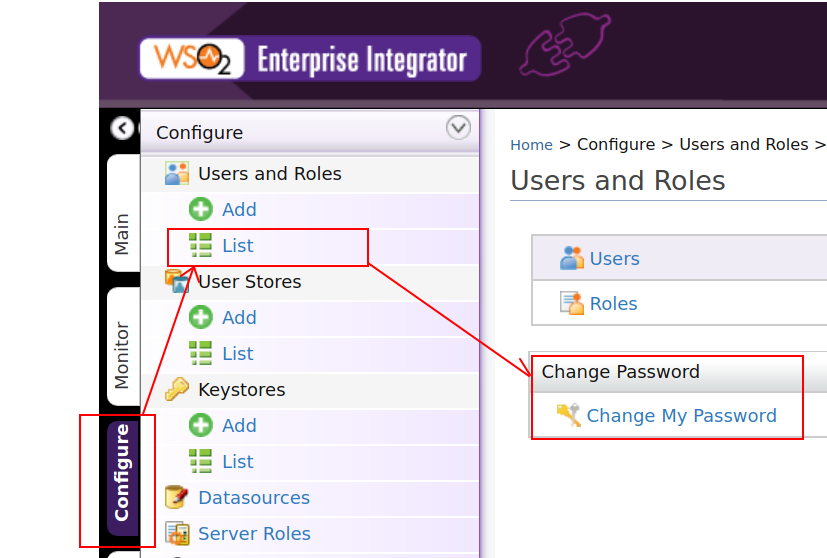 WSO2 Enterprise Integrator
Main
Monitor
Configure
Configure
Users and Roles
Add
List
User Stores
Add
List
Keystores
Add
List
Datasources
Server Roles
Home > Configure > Users and Roles >
Users and Roles
Users
Roles
Change Password
Change My Password